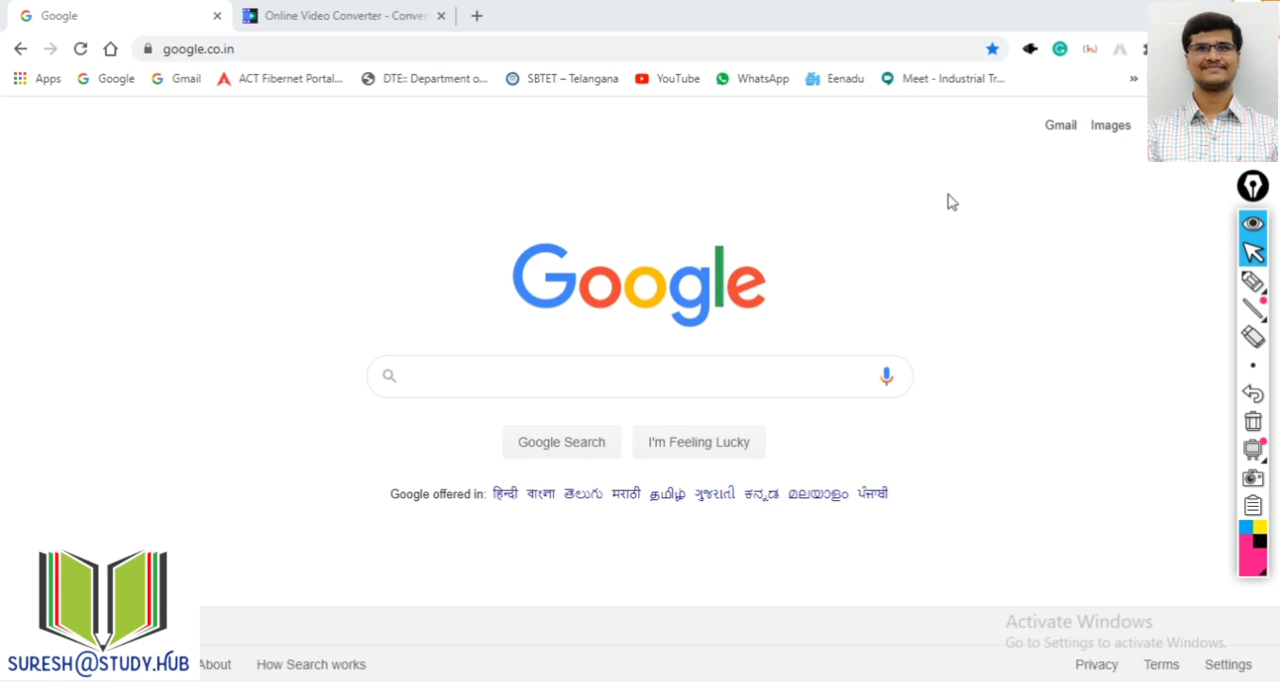 Google
Online Video Converter - Conver
google.co.in
Apps Google Gmail ACT Fibernet Portal... DTE:: Department o... SBTET – Telangana YouTube WhatsApp Eenadu Meet - Industrial Tr... »
Gmail Images
Google
Google Search I'm Feeling Lucky
Google offered in: हिन्दी বাংলা తెలుగు मराठी தமிழ் ગુજરાતી ಕನ್ನಡ മലയാളം ਪੰਜਾਬੀ
Activate Windows
Go to Settings to activate Windows.
SURESH@STUDY.HUB
About How Search works Privacy Terms Settings